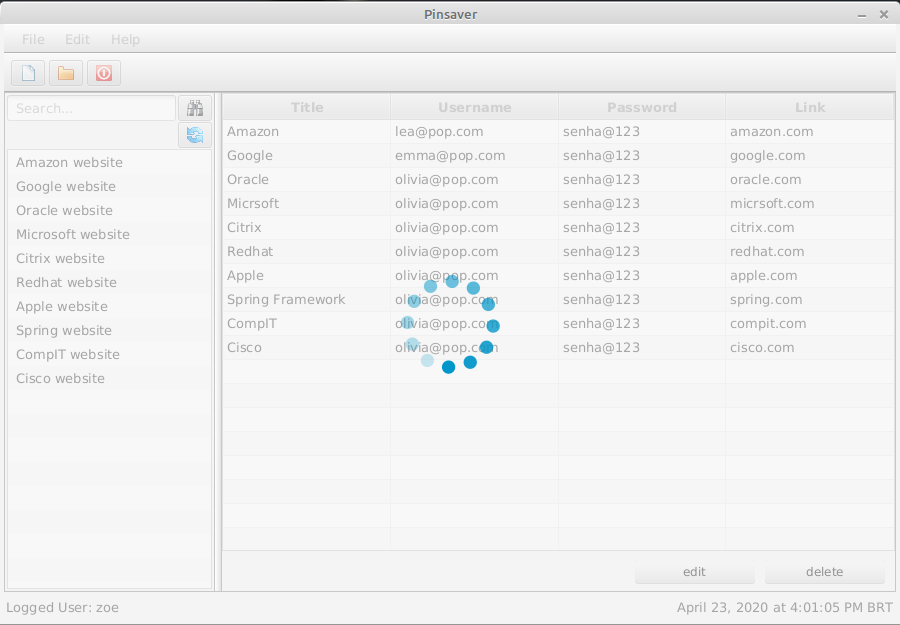 Pinsaver
File Edit Help
Search...
Amazon website
Google website
Oracle website
Microsoft website
Citrix website
Redhat website
Apple website
Spring website
CompIT website
Cisco website
Title Username Password Link
Amazon lea@pop.com senha@123 amazon.com
Google emma@pop.com senha@123 google.com
Oracle olivia@pop.com senha@123 oracle.com
Micrsoft olivia@pop.com senha@123 micrsoft.com
Citrix olivia@pop.com senha@123 citrix.com
Redhat olivia@pop.com senha@123 redhat.com
Apple olivia@pop.com senha@123 apple.com
Spring Framework olivia@pop.com senha@123 spring.com
CompIT olivia@pop.com senha@123 compit.com
Cisco olivia@pop.com senha@123 cisco.com
edit delete
Logged User: zoe April 23, 2020 at 4:01:05 PM BRT